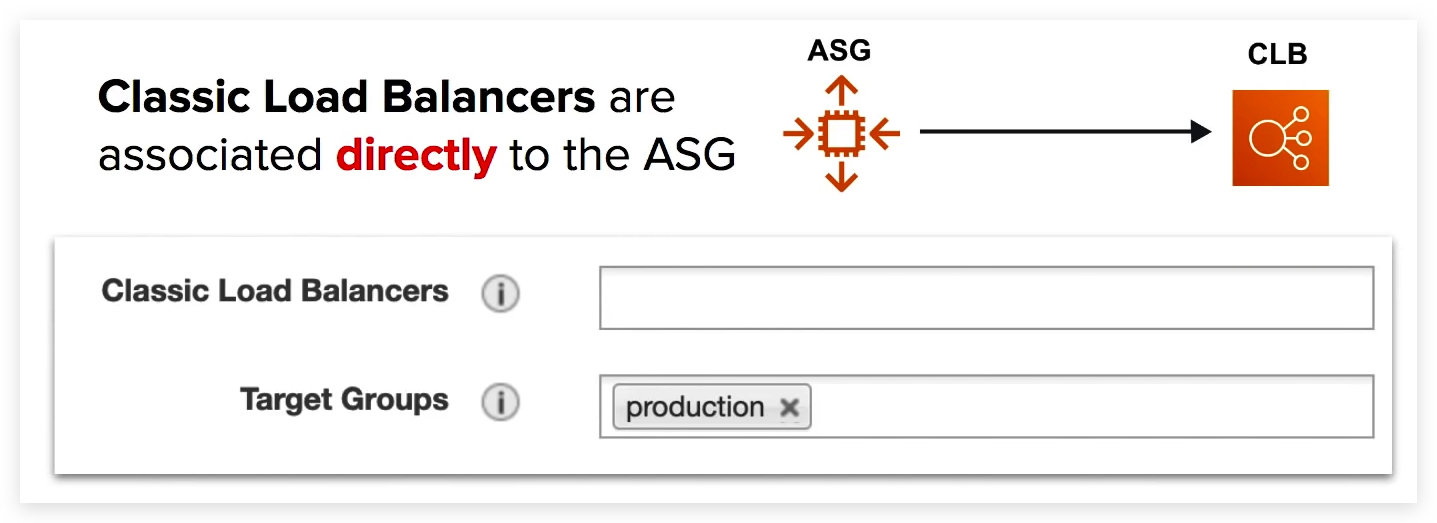 ASG
CLB
Classic Load Balancers are
associated directly to the ASG
Classic Load Balancers i
Target Groups i production ×